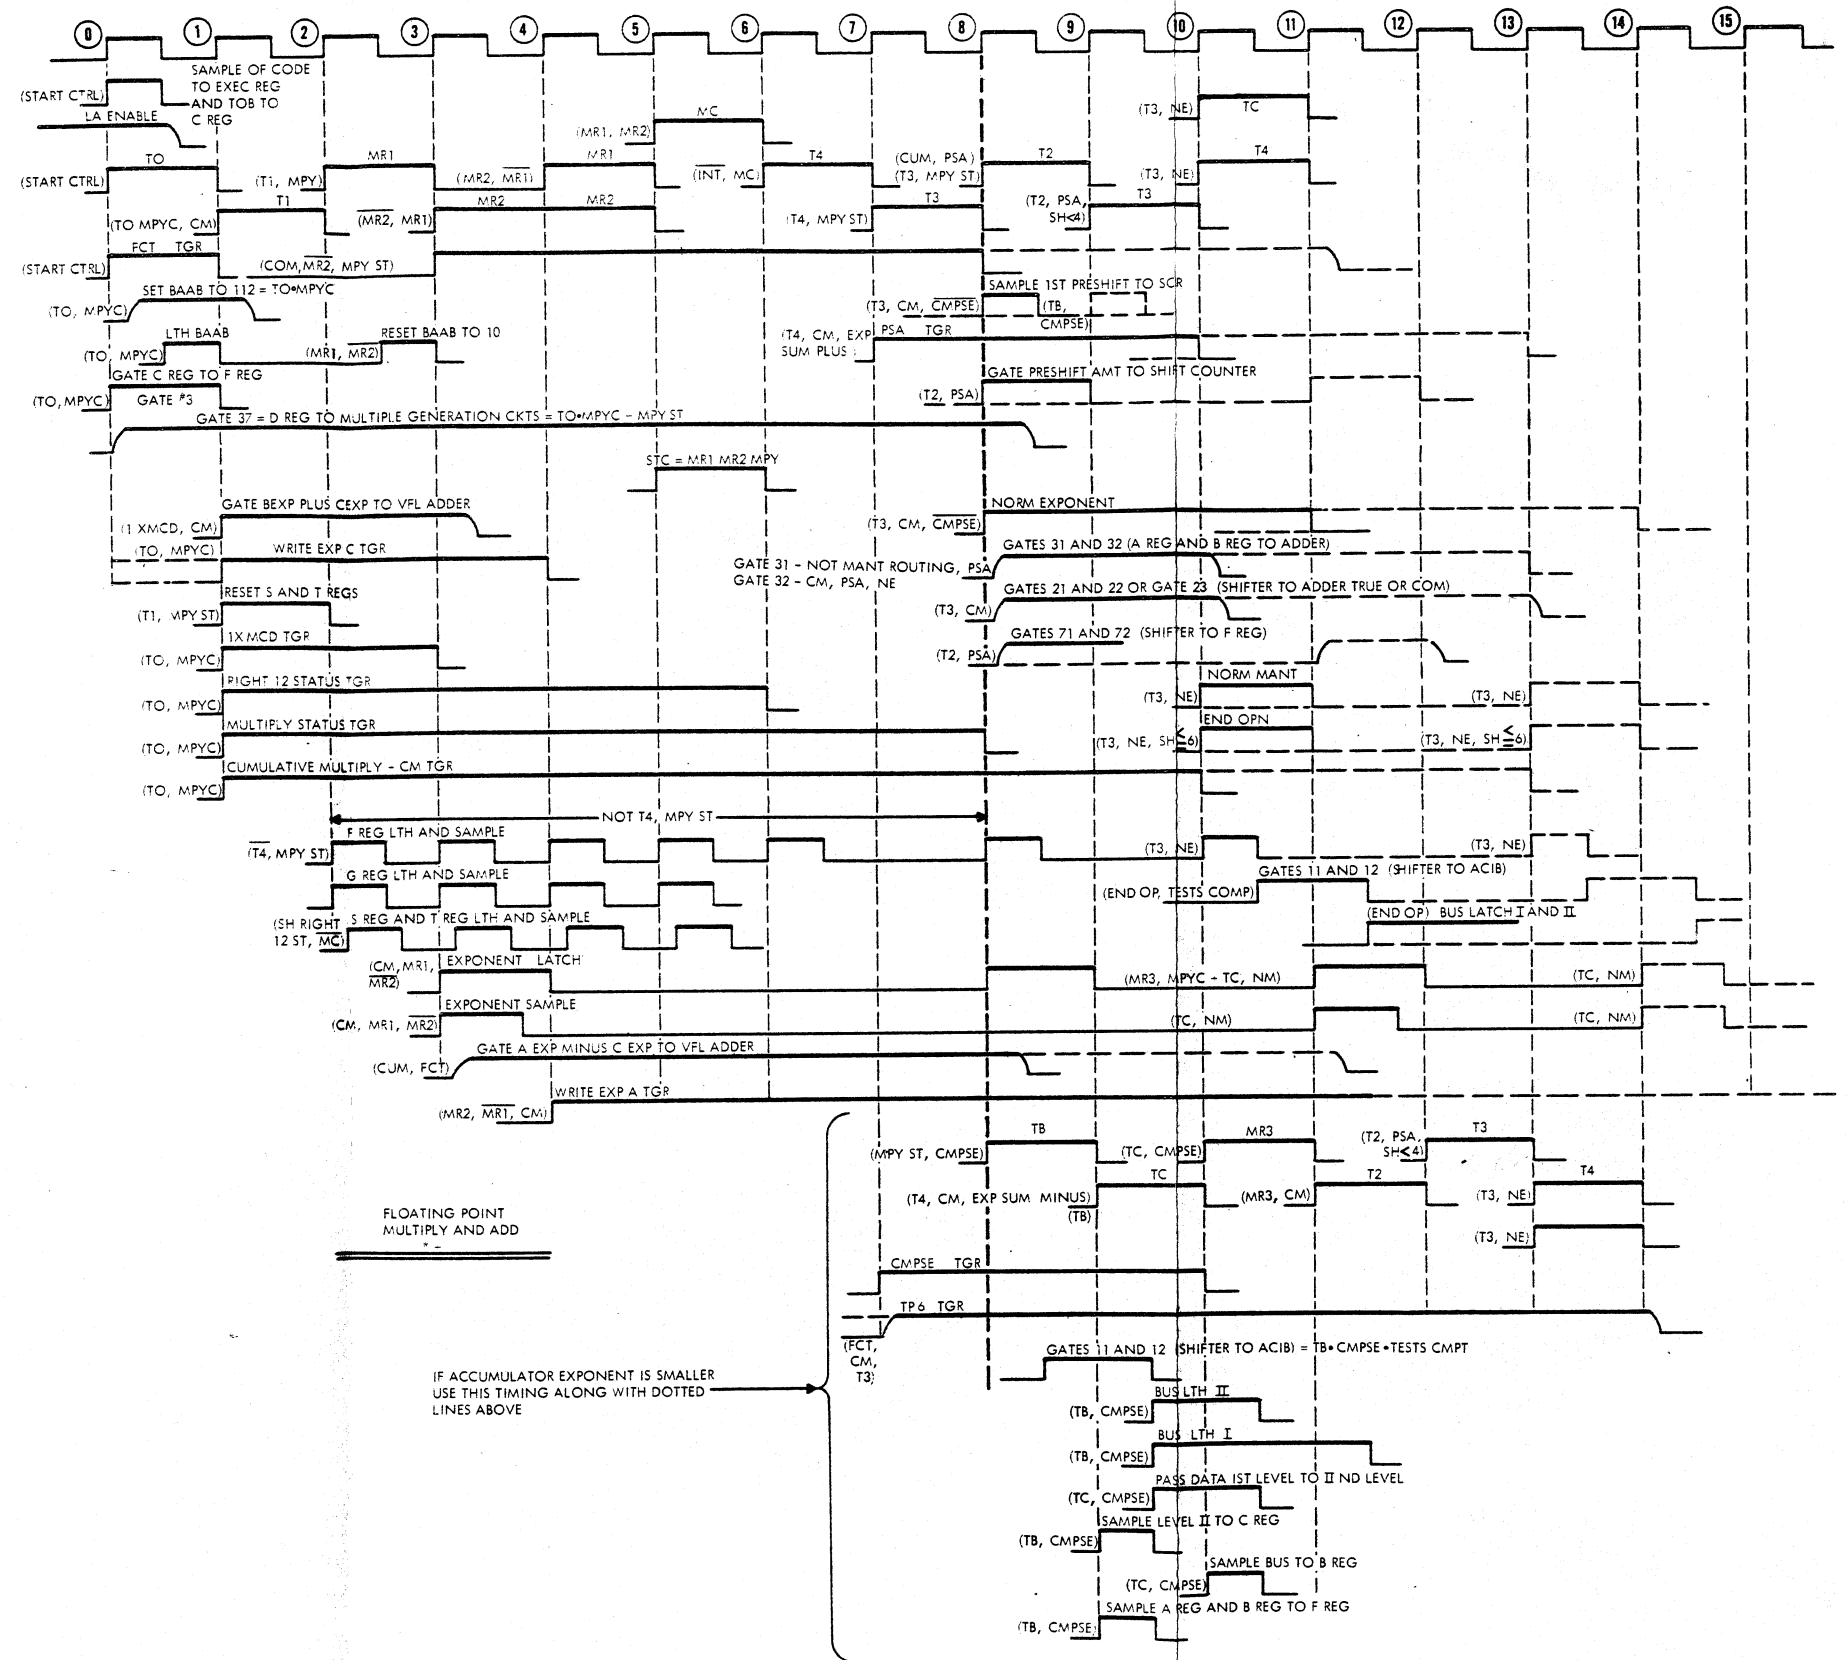 0 1 2 3 4 5 6 7 8 9 10 11 12 13 14 15
SAMPLE OF CODE
TO EXEC REG
AND TOB TO
C REG
(START CTRL)
LA ENABLE
(T3, NE) TC
(MR1, MR2) MC
(START CTRL) TO
(T1, MPY) MR1
(MR2, M̅R̅1̅) MR1
(I̅N̅T̅, MC) T4
(CUM, PSA)
(T3, MPY ST) T2
(T3, NE) T4
(TO MPYC, CM) T1
(M̅R̅2̅, MR1) MR2 MR2
(T4, MPY ST) T3
(T2, PSA,
SH<4) T3
(START CTRL) FCT TGR
(COM, M̅R̅2̅, MPY ST)
SET BAAB TO 112 = TO•MPYC
(TO, MPYC)
SAMPLE 1ST PRESHIFT TO SCR
(T3, CM, C̅M̅P̅S̅E̅) (TB,
CMPSE)
LTH BAAB
(TO, MPYC)
RESET BAAB TO 10
(MR1, M̅R̅2̅)
(T4, CM, EXP
SUM PLUS) PSA TGR
GATE C REG TO F REG
(TO, MPYC) GATE #3
GATE PRESHIFT AMT TO SHIFT COUNTER
(T2, PSA)
GATE 37 = D REG TO MULTIPLE GENERATION CKTS = TO•MPYC - MPY ST
STC = MR1 MR2 MPY
GATE BEXP PLUS CEXP TO VFL ADDER
(1 XMCD, CM)
NORM EXPONENT
(T3, CM, C̅M̅P̅S̅E̅)
(TO, MPYC) WRITE EXP C TGR
GATES 31 AND 32 (A REG AND B REG TO ADDER)
GATE 31 - NOT MANT ROUTING, PSA
GATE 32 - CM, PSA, NE
RESET S AND T REGS
(T1, MPY ST)
GATES 21 AND 22 OR GATE 23 (SHIFTER TO ADDER TRUE OR COM)
(T3, CM)
1X MCD TGR
(TO, MPYC)
GATES 71 AND 72 (SHIFTER TO F REG)
(T2, PSA)
RIGHT 12 STATUS TGR
(TO, MPYC)
NORM MANT
(T3, NE) (T3, NE)
MULTIPLY STATUS TGR
(TO, MPYC)
END OPN
(T3, NE, SH≦6) (T3, NE, SH≦6)
CUMULATIVE MULTIPLY - CM TGR
(TO, MPYC)
NOT T4, MPY ST
F REG LTH AND SAMPLE
(T̅4̅, MPY ST) (T3, NE) (T3, NE)
G REG LTH AND SAMPLE
GATES 11 AND 12 (SHIFTER TO ACIB)
(END OP, TESTS COMP)
(SH RIGHT
12 ST, M̅C̅) S REG AND T REG LTH AND SAMPLE
(END OP) BUS LATCH I AND II
(CM, MR1,
M̅R̅2̅) EXPONENT LATCH
(MR3, MPYC + TC, NM) (TC, NM)
EXPONENT SAMPLE
(CM, MR1, M̅R̅2̅) (TC, NM) (TC, NM)
GATE A EXP MINUS C EXP TO VFL ADDER
(CUM, FCT)
WRITE EXP A TGR
(MR2, M̅R̅1̅, CM)
(MPY ST, CMPSE) TB
(TC, CMPSE) MR3
(T2, PSA,
SH<4) T3
(T4, CM, EXP SUM MINUS)
(TB) TC
(MR3, CM) T2
(T3, NE) T4
(T3, NE)
FLOATING POINT
MULTIPLY AND ADD
* -
CMPSE TGR
TP6 TGR
(FCT,
CM,
T3)
GATES 11 AND 12 (SHIFTER TO ACIB) = TB•CMPSE•TESTS CMPT
IF ACCUMULATOR EXPONENT IS SMALLER
USE THIS TIMING ALONG WITH DOTTED
LINES ABOVE
BUS LTH II
(TB, CMPSE)
BUS LTH I
(TB, CMPSE)
PASS DATA IST LEVEL TO II ND LEVEL
(TC, CMPSE)
SAMPLE LEVEL II TO C REG
(TB, CMPSE)
SAMPLE BUS TO B REG
(TC, CMPSE)
SAMPLE A REG AND B REG TO F REG
(TB, CMPSE)